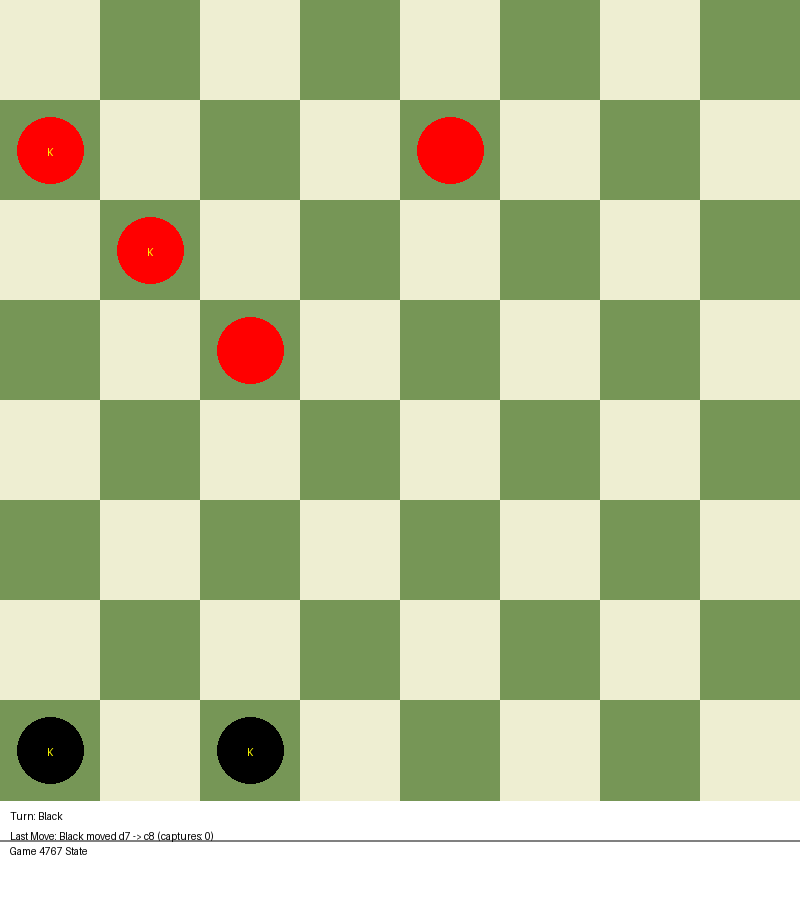 K
K
K K
Turn: Black
Last Move: Black moved d7 -> c8 (captures: 0)
Game 4767 State